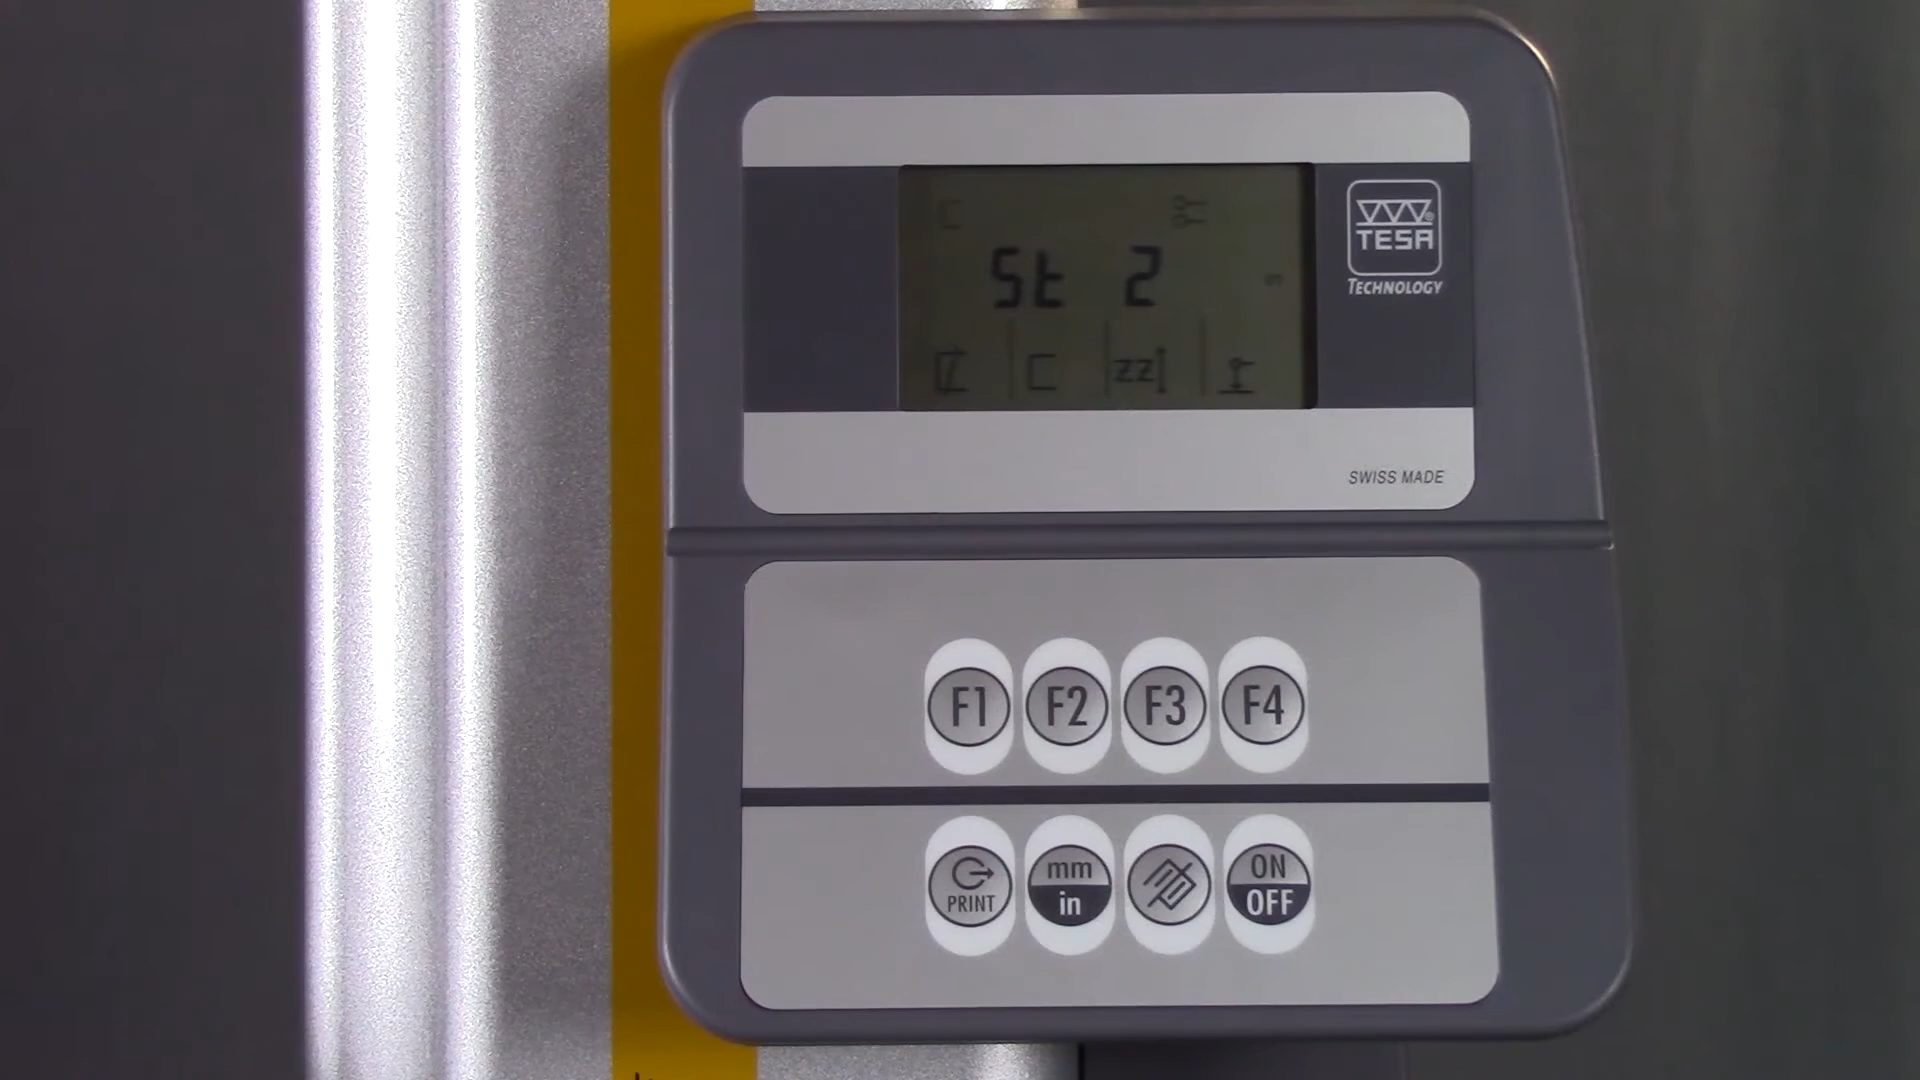 St 2
TESA
TECHNOLOGY
SWISS MADE
F1 F2 F3 F4
PRINT
mm
in
ON
OFF